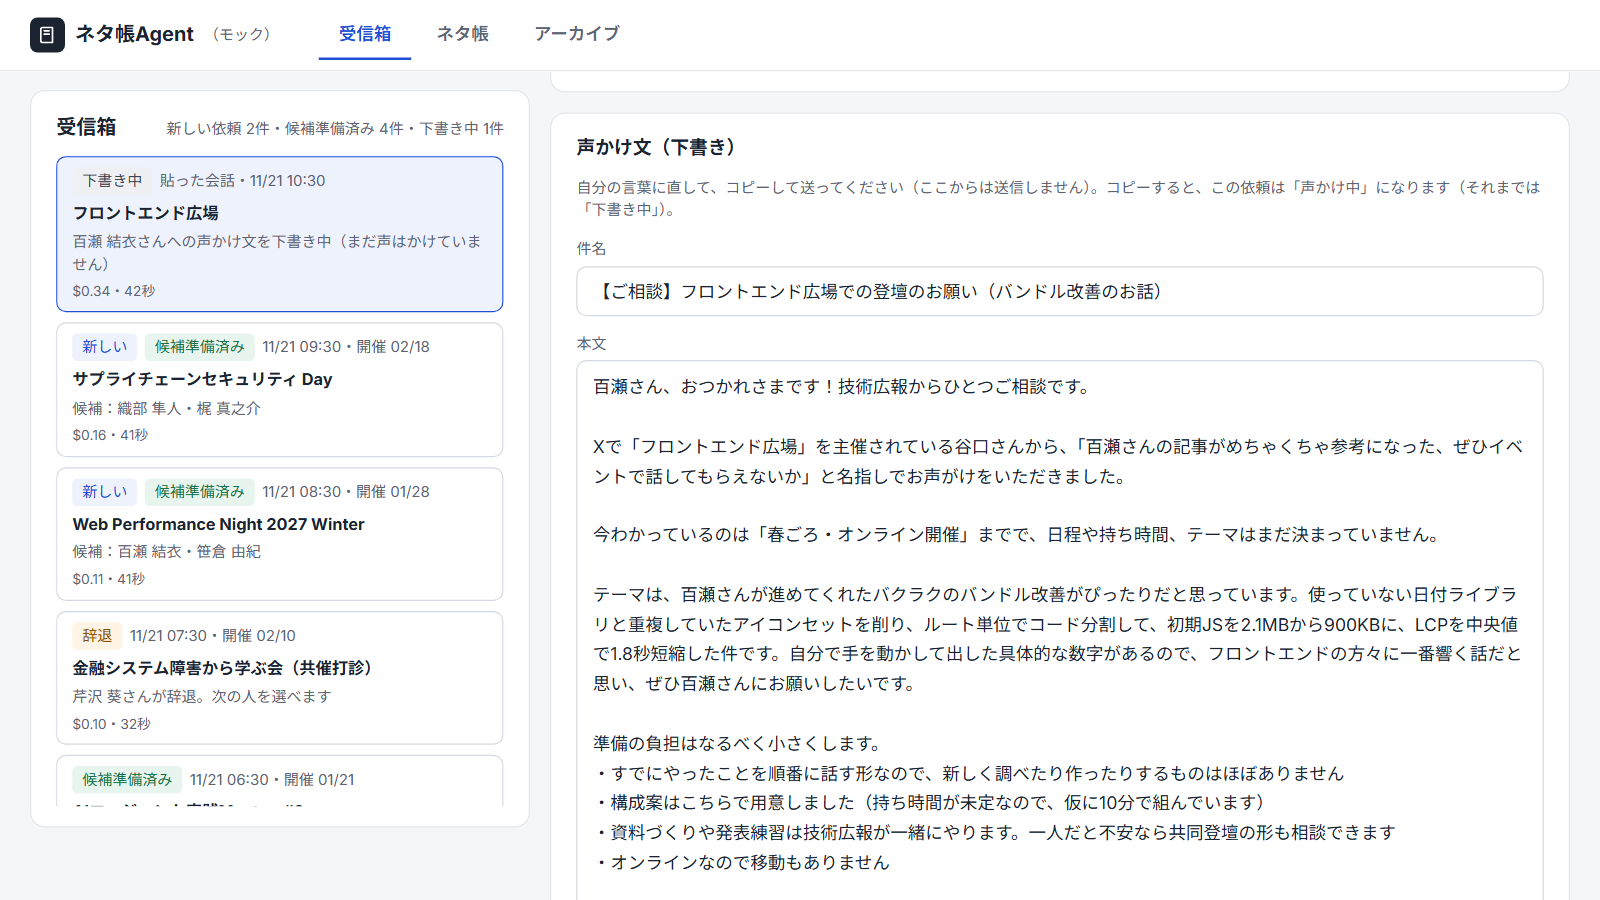 ネタ帳Agent （モック） 受信箱 ネタ帳 アーカイブ
受信箱 新しい依頼 2件・候補準備済み 4件・下書き中 1件
下書き中 貼った会話・11/21 10:30
フロントエンド広場
百瀬 結衣さんへの声かけ文を下書き中（まだ声はかけていま
せん）
$0.34・42秒
新しい 候補準備済み 11/21 09:30・開催 02/18
サプライチェーンセキュリティ Day
候補：織部 隼人・梶 真之介
$0.16・41秒
新しい 候補準備済み 11/21 08:30・開催 01/28
Web Performance Night 2027 Winter
候補：百瀬 結衣・笹倉 由紀
$0.11・41秒
辞退 11/21 07:30・開催 02/10
金融システム障害から学ぶ会（共催打診）
芹沢 葵さんが辞退。次の人を選べます
$0.10・32秒
候補準備済み 11/21 06:30・開催 01/21
声かけ文（下書き）
自分の言葉に直して、コピーして送ってください（ここからは送信しません）。コピーすると、この依頼は「声かけ中」になります（それまでは
「下書き中」）。
件名
【ご相談】フロントエンド広場での登壇のお願い（バンドル改善のお話）
本文
百瀬さん、おつかれさまです！技術広報からひとつご相談です。
Xで「フロントエンド広場」を主催されている谷口さんから、「百瀬さんの記事がめちゃくちゃ参考になった、ぜひイベ
ントで話してもらえないか」と名指しでお声がけをいただきました。
今わかっているのは「春ごろ・オンライン開催」までで、日程や持ち時間、テーマはまだ決まっていません。
テーマは、百瀬さんが進めてくれたバクラクのバンドル改善がぴったりだと思っています。使っていない日付ライブラ
リと重複していたアイコンセットを削り、ルート単位でコード分割して、初期JSを2.1MBから900KBに、LCPを中央値
で1.8秒短縮した件です。自分で手を動かして出した具体的な数字があるので、フロントエンドの方々に一番響く話だと
思い、ぜひ百瀬さんにお願いしたいです。
準備の負担はなるべく小さくします。
・すでにやったことを順番に話す形なので、新しく調べたり作ったりするものはほぼありません
・構成案はこちらで用意しました（持ち時間が未定なので、仮に10分で組んでいます）
・資料づくりや発表練習は技術広報が一緒にやります。一人だと不安なら共同登壇の形も相談できます
・オンラインなので移動もありません